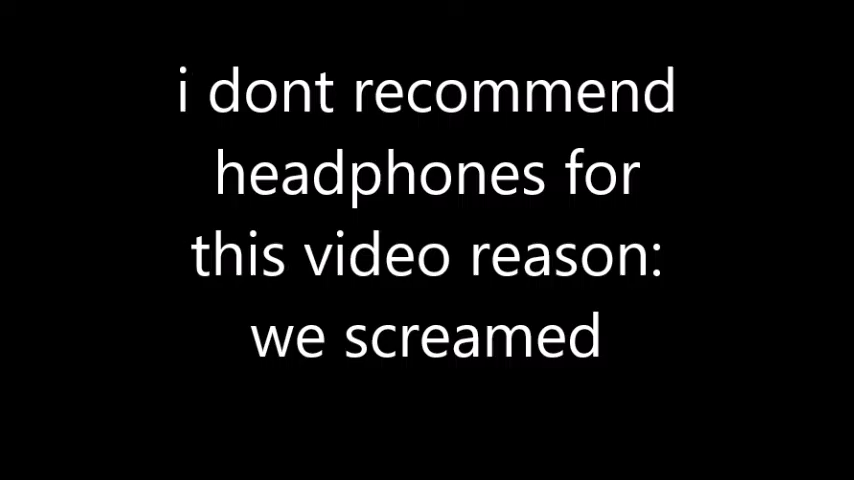 i dont recommend
headphones for
this video reason:
we screamed